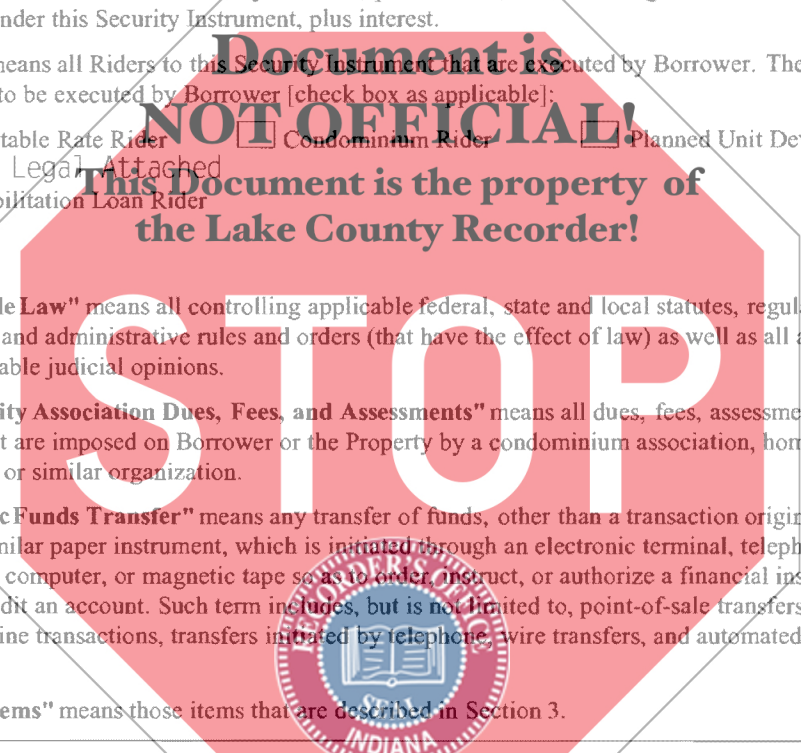 nder this Security Instrument, plus interest.
Document is
neans all Riders to this Security Instrument that are executed by Borrower. The
to be executed by Borrower [check box as applicable]:
NOT OFFICIAL!
table Rate Rider Condominium Rider Planned Unit Dev
Legal Attached
This Document is the property of
bilitation Loan Rider
the Lake County Recorder!
le Law" means all controlling applicable federal, state and local statutes, regula
and administrative rules and orders (that have the effect of law) as well as all a
able judicial opinions.
STOP
ity Association Dues, Fees, and Assessments" means all dues, fees, assessme
t are imposed on Borrower or the Property by a condominium association, hom
or similar organization.
c Funds Transfer" means any transfer of funds, other than a transaction origin
milar paper instrument, which is initiated through an electronic terminal, teleph
computer, or magnetic tape so as to order, instruct, or authorize a financial ins
dit an account. Such term includes, but is not limited to, point-of-sale transfers
ine transactions, transfers initiated by telephone, wire transfers, and automated
RECORDER'S OFFICE
SEAL
INDIANA
ems" means those items that are described in Section 3.